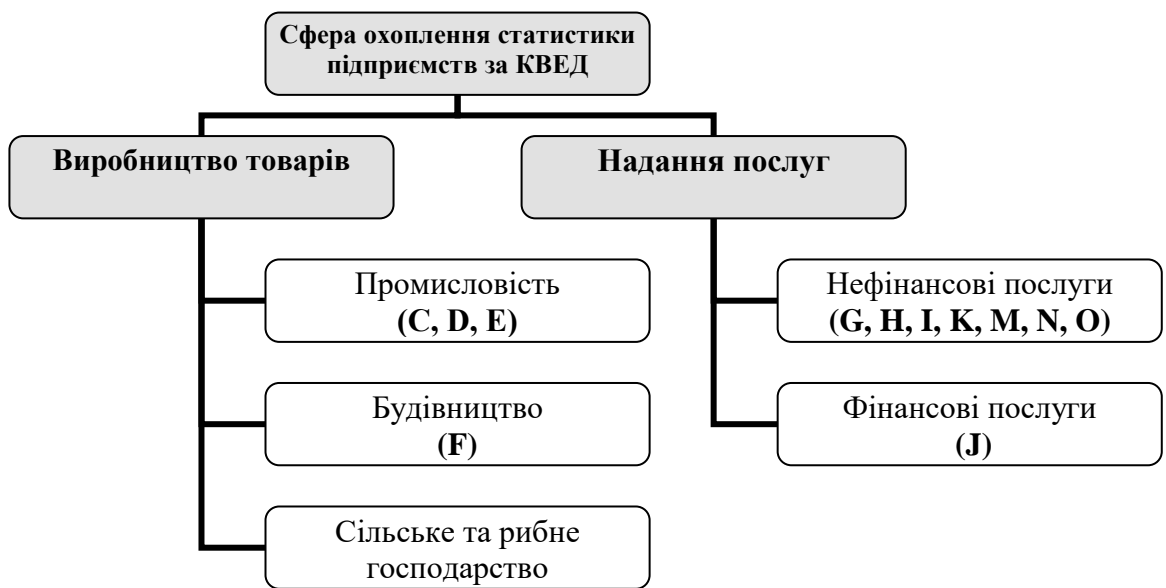 Сфера охоплення статистики
підприємств за КВЕД
Виробництво товарів
Надання послуг
Промисловість
(C, D, E)
Нефінансові послуги
(G, H, I, K, M, N, O)
Будівництво
(F)
Фінансові послуги
(J)
Сільське та рибне
господарство